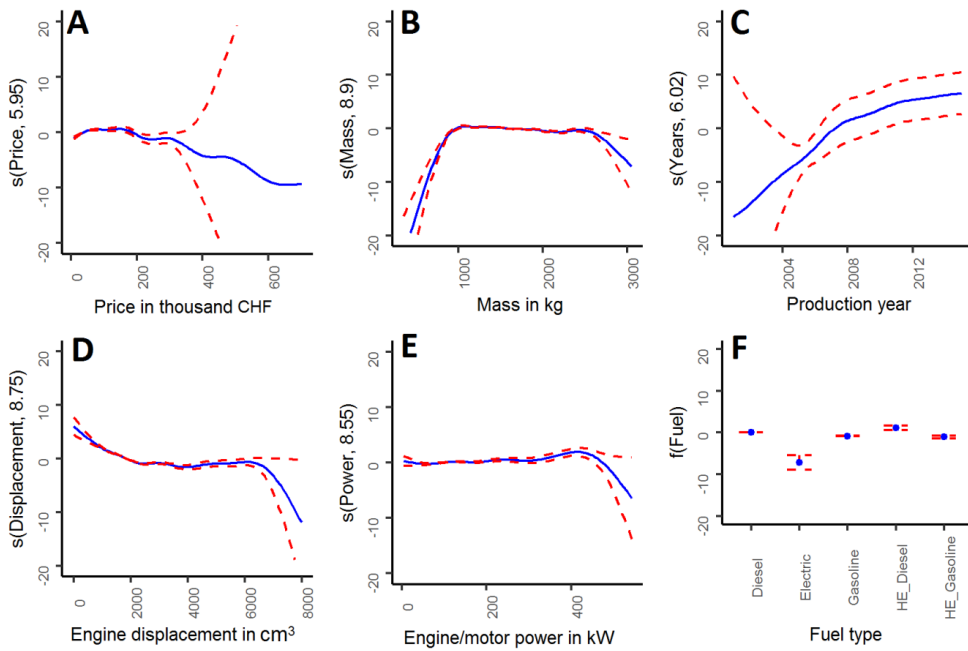 A
s(Price, 5.95)
20
10
0
-10
-20
0
200
400
600
Price in thousand CHF
B
s(Mass, 8.9)
20
10
0
-10
-20
1000
2000
3000
Mass in kg
C
s(Years, 6.02)
20
10
0
-10
-20
2004
2008
2012
Production year
D
s(Displacement, 8.75)
20
10
0
-10
-20
0
2000
4000
6000
8000
Engine displacement in cm³
E
s(Power, 8.55)
20
10
0
-10
-20
0
200
400
Engine/motor power in kW
F
f(Fuel)
20
10
0
-10
-20
Diesel
Electric
Gasoline
HE_Diesel
HE_Gasoline
Fuel type